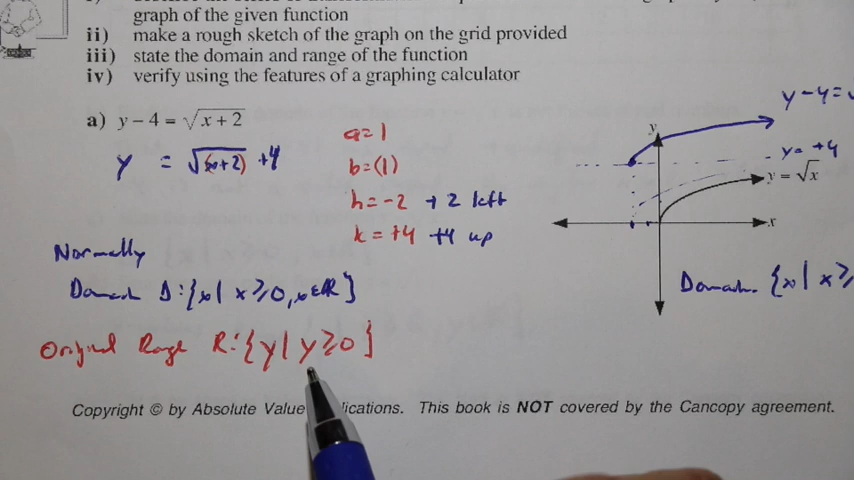 graph of the given function
ii) make a rough sketch of the graph on the grid provided
iii) state the domain and range of the function
iv) verify using the features of a graphing calculator
a) y − 4 = √(x + 2)
y = √(x+2) +4
a=1
b=(1)
h=-2 +2 left
k=+4 +4 up
y-4=
y
y=+4
y = √x
x
Normally
Domain D:{x| x≥0, x∈R}
Domain. {x| x≥
Original Range R:{y| y≥0}
Copyright © by Absolute Value lications. This book is NOT covered by the Cancopy agreement.